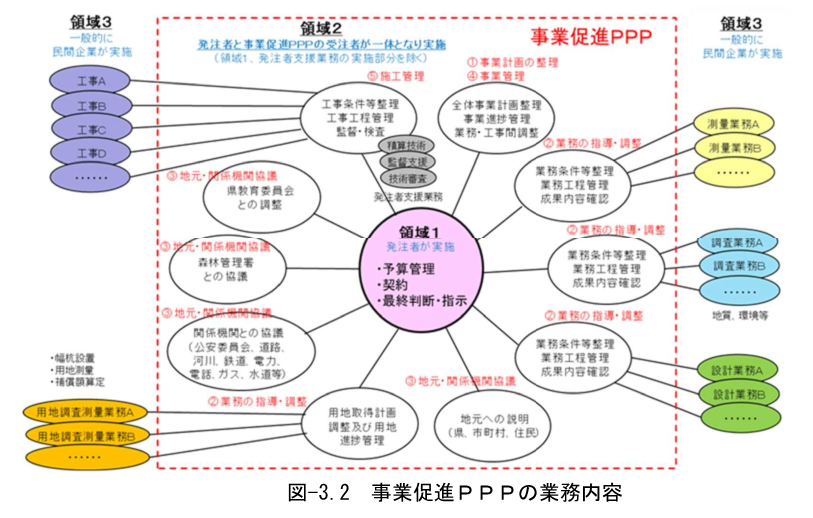 領域3
一般的に
民間企業が実施
工事A
工事B
工事C
工事D
……
領域2
発注者と事業促進PPPの受注者が一体となり実施
(領域1、発注者支援業務の実施部分を除く)
事業促進PPP
領域3
一般的に
民間企業が実施
⑤施工管理
工事条件等整理
工事工程管理
監督・検査
積算技術
監督支援
技術審査
発注者支援業務
①事業計画の整理
④事業管理
全体事業計画整理
事業進捗管理
業務・工事間調整
②業務の指導・調整
業務条件等整理
業務工程管理
成果内容確認
測量業務A
測量業務B
……
③地元・関係機関協議
県教育委員会
との調整
②業務の指導・調整
業務条件等整理
業務工程管理
成果内容確認
調査業務A
調査業務B
……
地質、環境等
③地元・関係機関協議
森林管理署
との協議
領域1
発注者が実施
・予算管理
・契約
・最終判断・指示
③地元・関係機関協議
関係機関との協議
(公安委員会、道路、
河川、鉄道、電力、
電話、ガス、水道等)
②業務の指導・調整
業務条件等整理
業務工程管理
成果内容確認
設計業務A
設計業務B
……
・幅杭設置
・用地測量
・補償額算定
用地調査測量業務A
用地調査測量業務B
……
②業務の指導・調整
用地取得計画
調整及び用地
進捗管理
③地元・関係機関協議
地元への説明
(県、市町村、住民)
図-3.2 事業促進PPPの業務内容